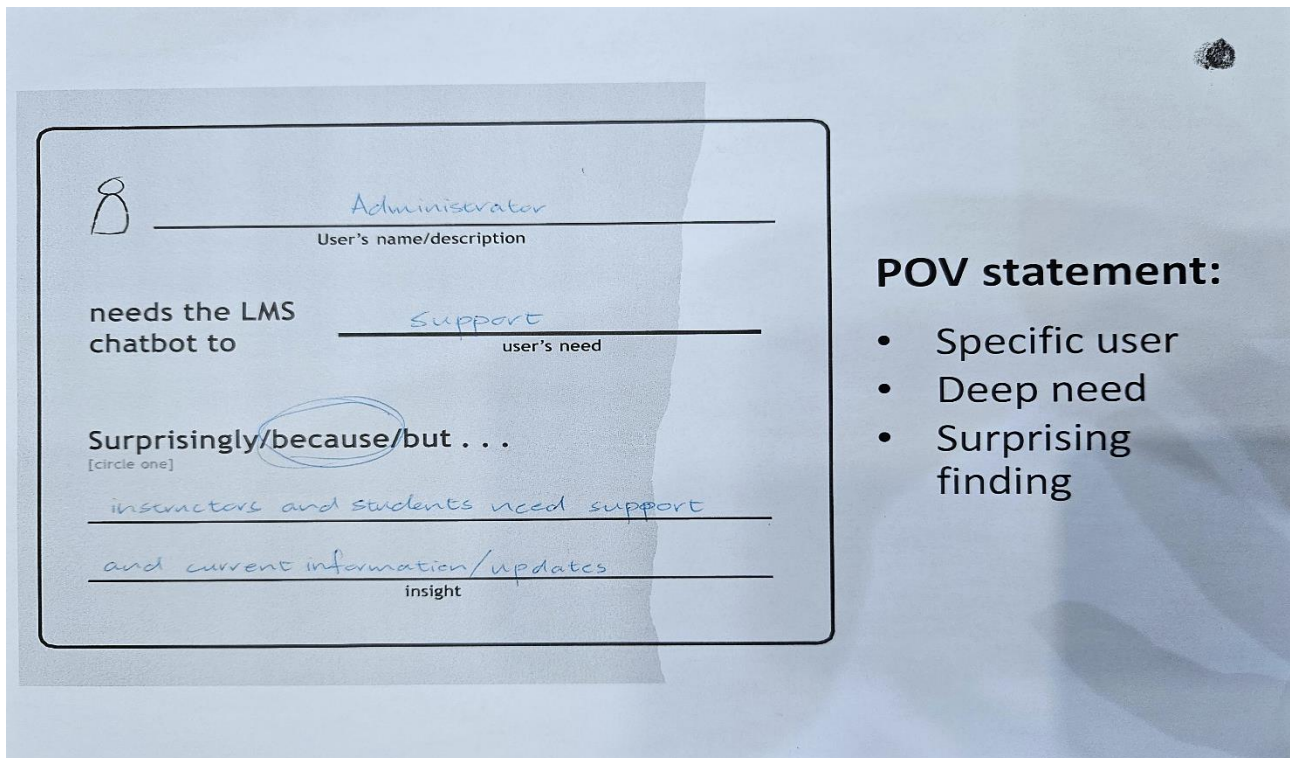 Administrator
User's name/description
needs the LMS
chatbot to
support
user's need
Surprisingly/because/but . . .
[circle one]
instructors and students need support
and current information/updates
insight
POV statement:
• Specific user
• Deep need
• Surprising
finding